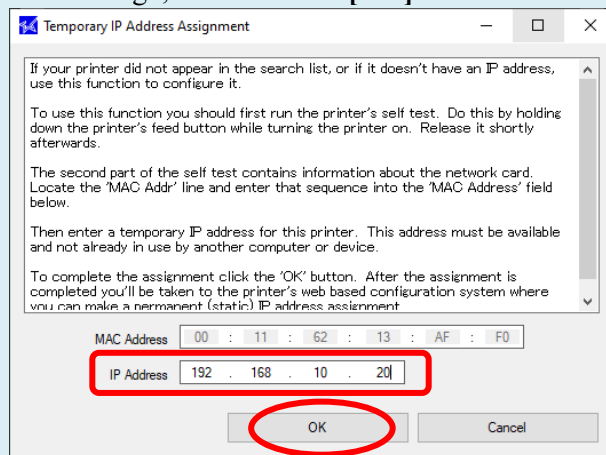 Temporary IP Address Assignment
If your printer did not appear in the search list, or if it doesn't have an IP address,
use this function to configure it.
To use this function you should first run the printer's self test. Do this by holding
down the printer's feed button while turning the printer on. Release it shortly
afterwards.
The second part of the self test contains information about the network card.
Locate the 'MAC Addr' line and enter that sequence into the 'MAC Address' field
below.
Then enter a temporary IP address for this printer. This address must be available
and not already in use by another computer or device.
To complete the assignment click the 'OK' button. After the assignment is
completed you'll be taken to the printer's web based configuration system where
you can make a permanent (static) IP address assignment
MAC Address 00 : 11 : 62 : 13 : AF : F0
IP Address 192 . 168 . 10 . 20
OK Cancel